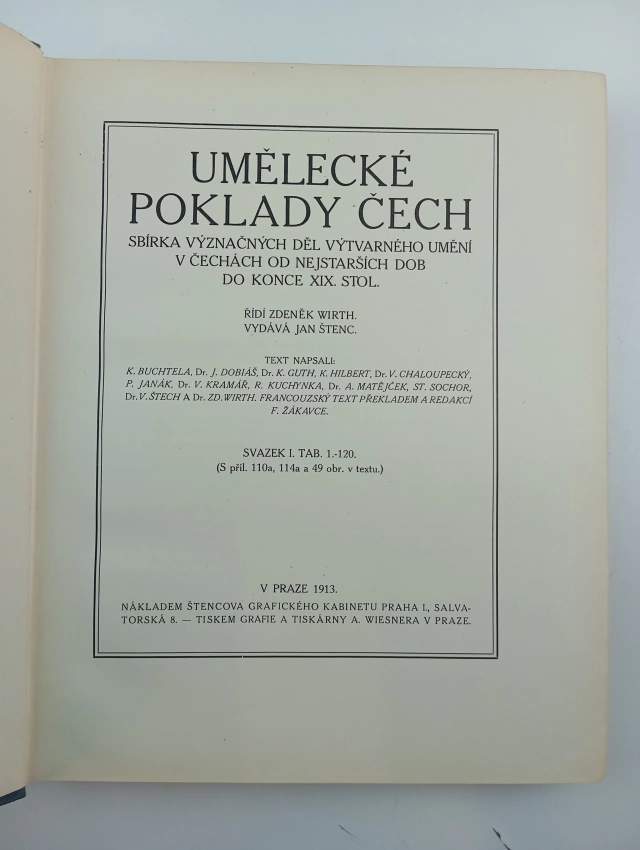 UMĚLECKÉ
POKLADY ČECH
SBÍRKA VÝZNAČNÝCH DĚL VÝTVARNÉHO UMĚNÍ
V ČECHÁCH OD NEJSTARŠÍCH DOB
DO KONCE XIX. STOL.
ŘÍDÍ ZDENĚK WIRTH.
VYDÁVÁ JAN ŠTENC.
TEXT NAPSALI:
K. BUCHTELA, Dr. J. DOBIÁŠ, Dr. K. GUTH, K. HILBERT, Dr. V. CHALOUPECKÝ,
P. JANÁK, Dr. V. KRAMÁŘ, R. KUCHYNKA, Dr. A. MATĚJČEK, ST. SOCHOR,
Dr. V. ŠTECH A Dr. ZD. WIRTH. FRANCOUZSKÝ TEXT PŘEKLADEM A REDAKCÍ
F. ŽÁKAVCE.
SVAZEK I. TAB. 1.-120.
(S příl. 110a, 114a a 49 obr. v textu.)
V PRAZE 1913.
NÁKLADEM ŠTENCOVA GRAFICKÉHO KABINETU PRAHA I., SALVA-
TORSKÁ 8. — TISKEM GRAFIE A TISKÁRNY A. WIESNERA V PRAZE.